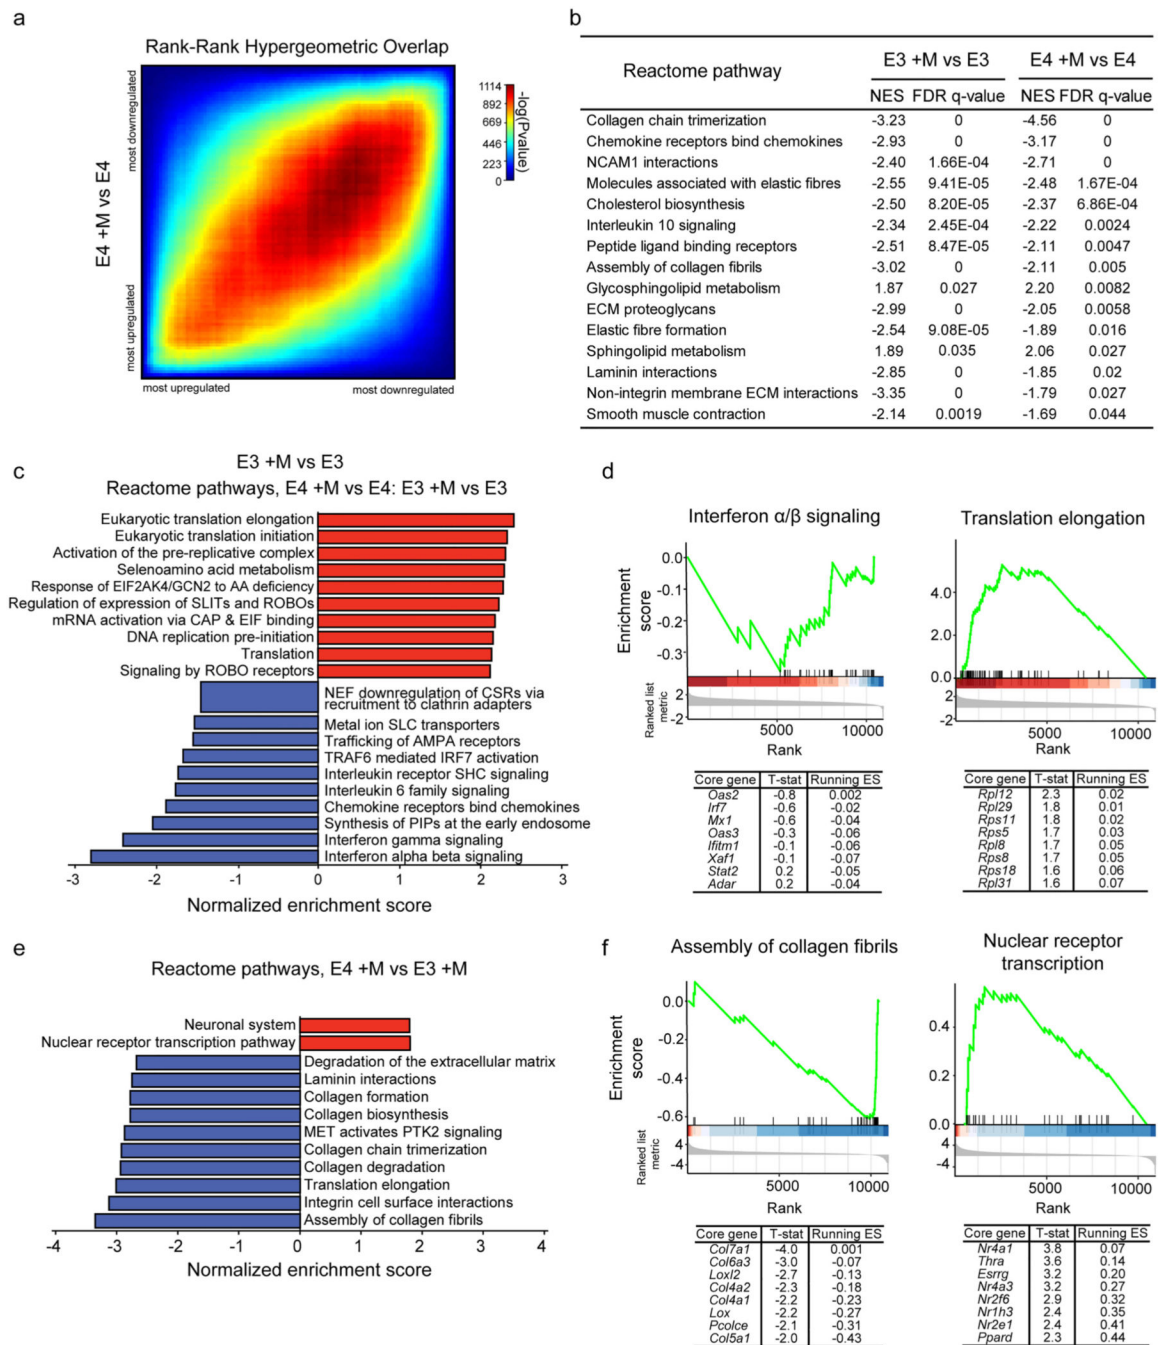 a
Rank-Rank Hypergeometric Overlap
most downregulated
most upregulated
E4 +M vs E4
1114
892
669
446
223
0
-log(Pvalue)
most upregulated
most downregulated
E3 +M vs E3
b
Reactome pathway
E3 +M vs E3
E4 +M vs E4
NES FDR q-value
NES FDR q-value
Collagen chain trimerization -3.23 0 -4.56 0
Chemokine receptors bind chemokines -2.93 0 -3.17 0
NCAM1 interactions -2.40 1.66E-04 -2.71 0
Molecules associated with elastic fibres -2.55 9.41E-05 -2.48 1.67E-04
Cholesterol biosynthesis -2.50 8.20E-05 -2.37 6.86E-04
Interleukin 10 signaling -2.34 2.45E-04 -2.22 0.0024
Peptide ligand binding receptors -2.51 8.47E-05 -2.11 0.0047
Assembly of collagen fibrils -3.02 0 -2.11 0.005
Glycosphingolipid metabolism 1.87 0.027 2.20 0.0082
ECM proteoglycans -2.99 0 -2.05 0.0058
Elastic fibre formation -2.54 9.08E-05 -1.89 0.016
Sphingolipid metabolism 1.89 0.035 2.06 0.027
Laminin interactions -2.85 0 -1.85 0.02
Non-integrin membrane ECM interactions -3.35 0 -1.79 0.027
Smooth muscle contraction -2.14 0.0019 -1.69 0.044
c
Reactome pathways, E4 +M vs E4: E3 +M vs E3
Eukaryotic translation elongation
Eukaryotic translation initiation
Activation of the pre-replicative complex
Selenoamino acid metabolism
Response of EIF2AK4/GCN2 to AA deficiency
Regulation of expression of SLITs and ROBOs
mRNA activation via CAP & EIF binding
DNA replication pre-initiation
Translation
Signaling by ROBO receptors
NEF downregulation of CSRs via
recruitment to clathrin adapters
Metal ion SLC transporters
Trafficking of AMPA receptors
TRAF6 mediated IRF7 activation
Interleukin receptor SHC signaling
Interleukin 6 family signaling
Chemokine receptors bind chemokines
Synthesis of PIPs at the early endosome
Interferon gamma signaling
Interferon alpha beta signaling
-3 -2 -1 0 1 2 3
Normalized enrichment score
d
Interferon α/β signaling
Enrichment
score
0.0
-0.1
-0.2
-0.3
Ranked list
metric
2
-2
5000 10000
Rank
Core gene T-stat Running ES
Oas2 -0.8 0.002
Irf7 -0.6 -0.02
Mx1 -0.6 -0.04
Oas3 -0.3 -0.06
Ifitm1 -0.1 -0.06
Xaf1 -0.1 -0.07
Stat2 0.2 -0.05
Adar 0.2 -0.04
Translation elongation
4.0
2.0
0.0
2
-2
5000 10000
Rank
Core gene T-stat Running ES
Rpl12 2.3 0.02
Rpl29 1.8 0.01
Rps11 1.8 0.02
Rps5 1.7 0.03
Rpl8 1.7 0.05
Rps8 1.7 0.05
Rps18 1.6 0.06
Rpl31 1.6 0.07
e
Reactome pathways, E4 +M vs E3 +M
Neuronal system
Nuclear receptor transcription pathway
Degradation of the extracellular matrix
Laminin interactions
Collagen formation
Collagen biosynthesis
MET activates PTK2 signaling
Collagen chain trimerization
Collagen degradation
Translation elongation
Integrin cell surface interactions
Assembly of collagen fibrils
-4 -3 -2 -1 0 1 2 3 4
Normalized enrichment score
f
Assembly of collagen fibrils
Enrichment
score
0.0
-0.2
-0.4
-0.6
Ranked list
metric
4
-4
5000 10000
Rank
Core gene T-stat Running ES
Col7a1 -4.0 0.001
Col6a3 -3.0 -0.07
Loxl2 -2.7 -0.13
Col4a2 -2.3 -0.18
Col4a1 -2.2 -0.23
Lox -2.2 -0.27
Pcolce -2.1 -0.31
Col5a1 -2.0 -0.43
Nuclear receptor
transcription
0.4
0.2
0.0
4
-4
5000 10000
Rank
Core gene T-stat Running ES
Nr4a1 3.8 0.07
Thra 3.6 0.14
Esrrg 3.2 0.20
Nr4a3 3.2 0.27
Nr2f6 2.9 0.32
Nr1h3 2.4 0.35
Nr2e1 2.4 0.41
Ppard 2.3 0.44